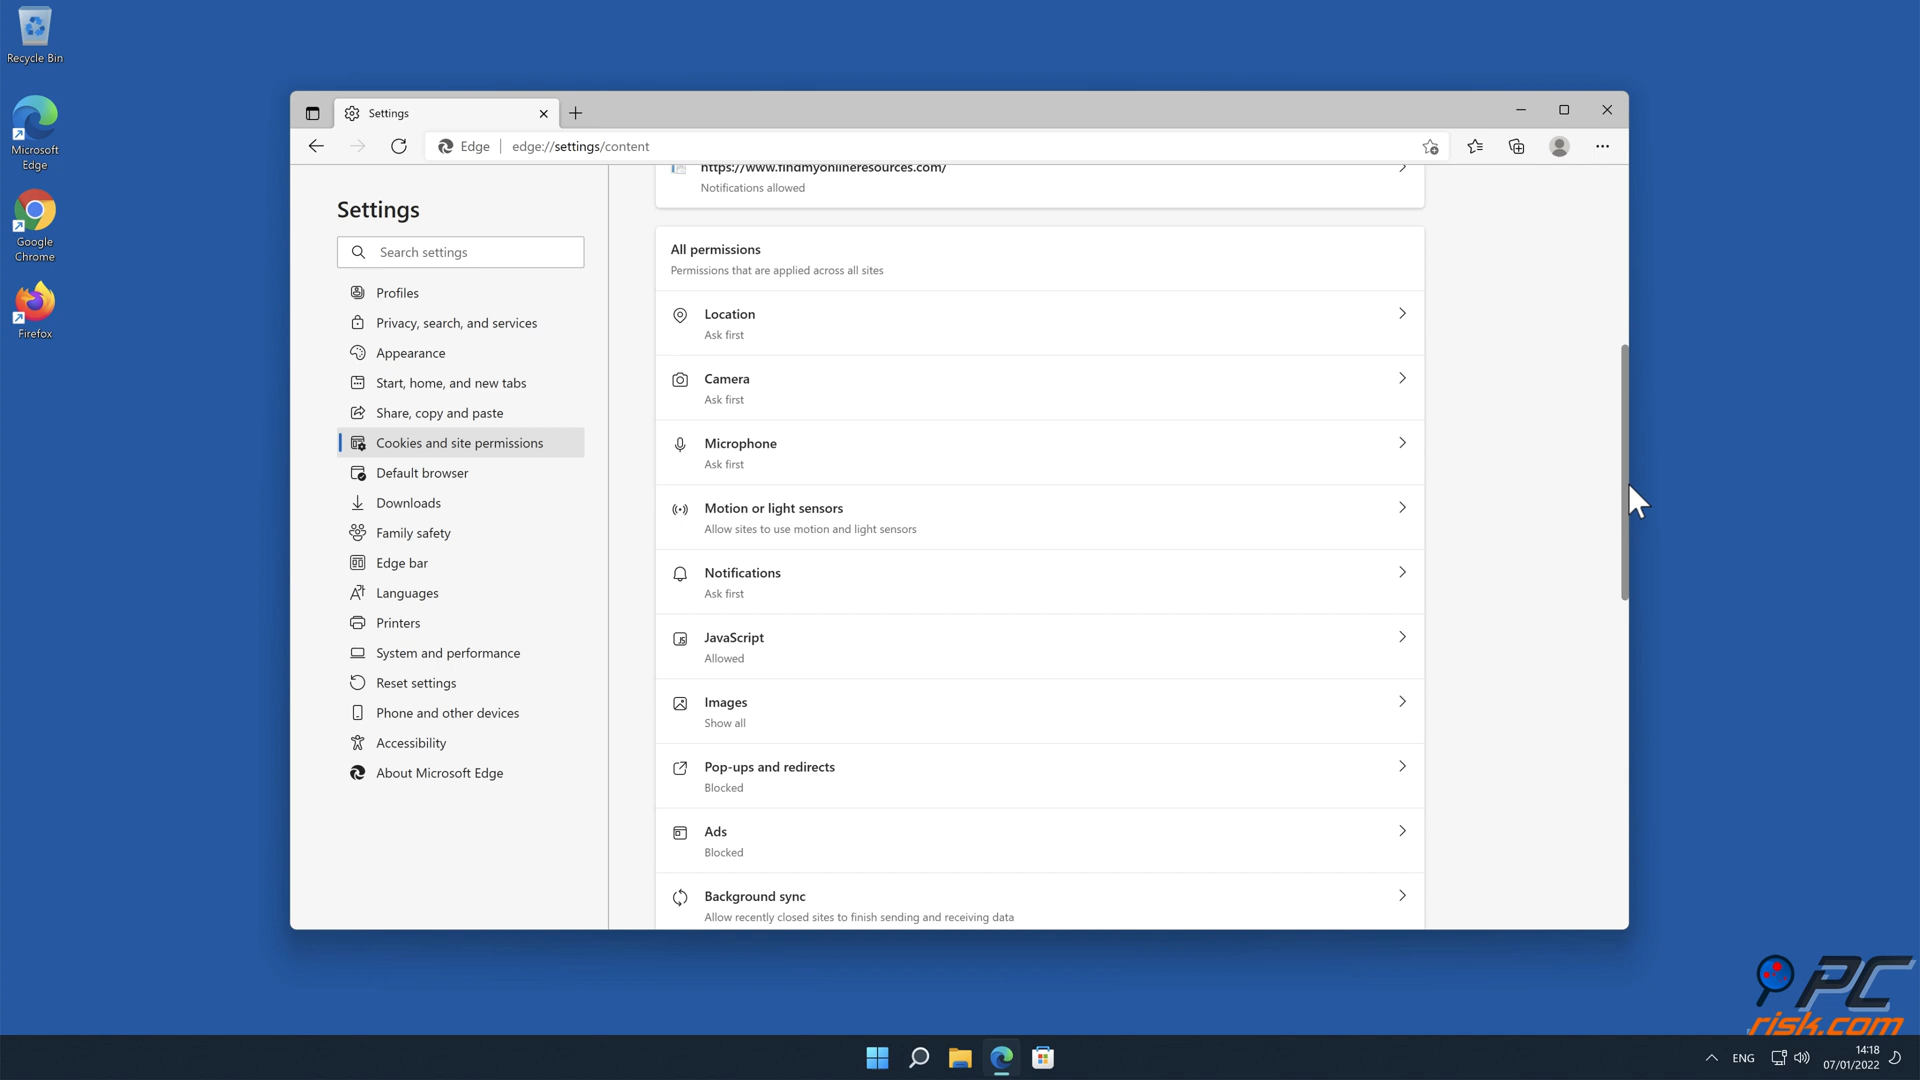 Recycle Bin
Microsoft
Edge
Google
Chrome
Firefox
Settings
Edge
edge://settings/content
Settings
Search settings
Profiles
Privacy, search, and services
Appearance
Start, home, and new tabs
Share, copy and paste
Cookies and site permissions
Default browser
Downloads
Family safety
Edge bar
Languages
Printers
System and performance
Reset settings
Phone and other devices
Accessibility
About Microsoft Edge
https://www.findmyonlineresources.com/
Notifications allowed
All permissions
Permissions that are applied across all sites
Location
Ask first
Camera
Ask first
Microphone
Ask first
Motion or light sensors
Allow sites to use motion and light sensors
Notifications
Ask first
JavaScript
Allowed
Images
Show all
Pop-ups and redirects
Blocked
Ads
Blocked
Background sync
Allow recently closed sites to finish sending and receiving data
PC
risk.com
ENG
14:18
07/01/2022